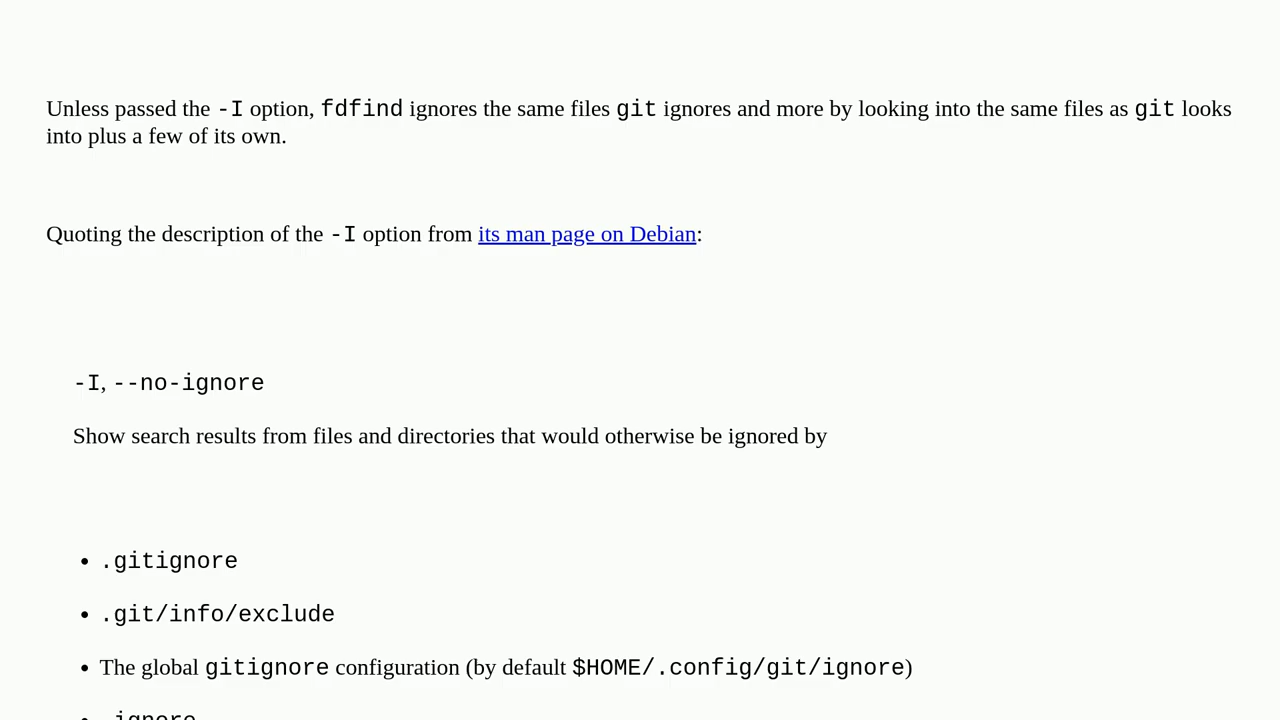 Unless passed the -I option, fdfind ignores the same files git ignores and more by looking into the same files as git looks
into plus a few of its own.
Quoting the description of the -I option from its man page on Debian:
-I, --no-ignore
Show search results from files and directories that would otherwise be ignored by
• .gitignore
• .git/info/exclude
• The global gitignore configuration (by default $HOME/.config/git/ignore)
• .ignore